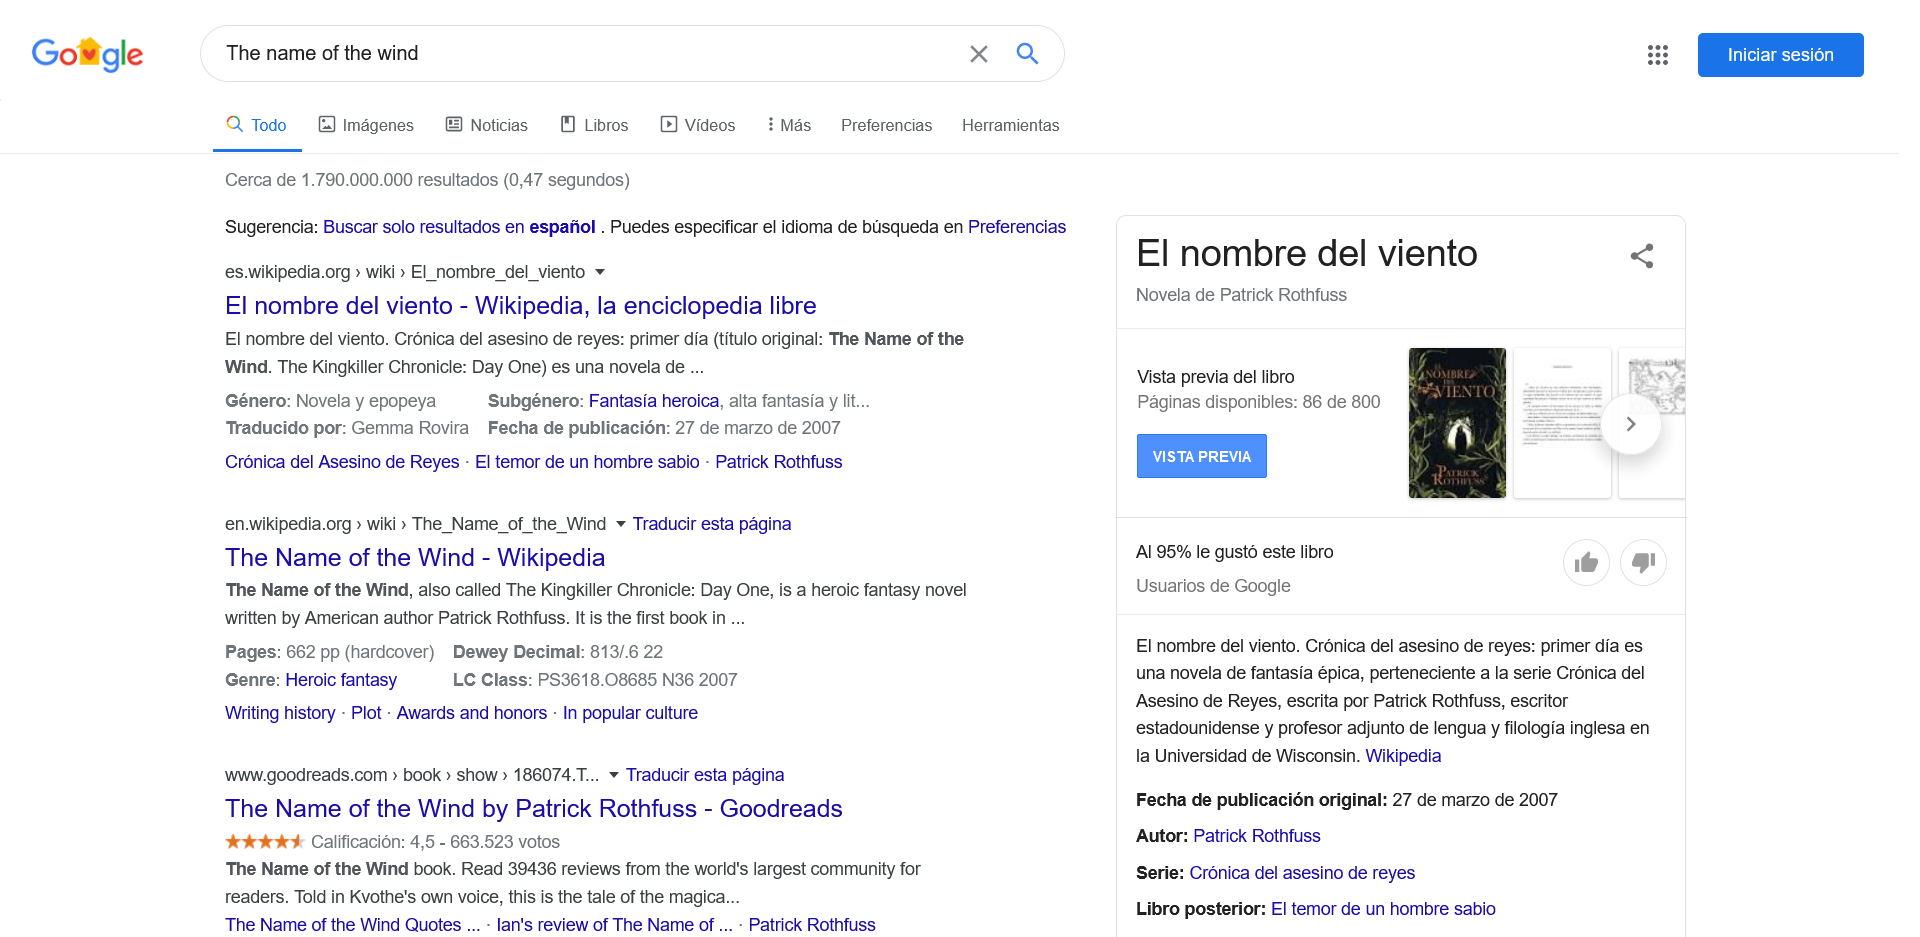 Google
The name of the wind
Iniciar sesión
Todo Imágenes Noticias Libros Vídeos Más Preferencias Herramientas
Cerca de 1.790.000.000 resultados (0,47 segundos)
Sugerencia: Buscar solo resultados en español . Puedes especificar el idioma de búsqueda en Preferencias
es.wikipedia.org › wiki › El_nombre_del_viento
El nombre del viento - Wikipedia, la enciclopedia libre
El nombre del viento. Crónica del asesino de reyes: primer día (título original: The Name of the
Wind. The Kingkiller Chronicle: Day One) es una novela de ...
Género: Novela y epopeya Subgénero: Fantasía heroica, alta fantasía y lit...
Traducido por: Gemma Rovira Fecha de publicación: 27 de marzo de 2007
Crónica del Asesino de Reyes · El temor de un hombre sabio · Patrick Rothfuss
en.wikipedia.org › wiki › The_Name_of_the_Wind Traducir esta página
The Name of the Wind - Wikipedia
The Name of the Wind, also called The Kingkiller Chronicle: Day One, is a heroic fantasy novel
written by American author Patrick Rothfuss. It is the first book in ...
Pages: 662 pp (hardcover) Dewey Decimal: 813/.6 22
Genre: Heroic fantasy LC Class: PS3618.O8685 N36 2007
Writing history · Plot · Awards and honors · In popular culture
www.goodreads.com › book › show › 186074.T... Traducir esta página
The Name of the Wind by Patrick Rothfuss - Goodreads
Calificación: 4,5 - 663.523 votos
The Name of the Wind book. Read 39436 reviews from the world's largest community for
readers. Told in Kvothe's own voice, this is the tale of the magica...
The Name of the Wind Quotes ... · Ian's review of The Name of ... · Patrick Rothfuss
El nombre del viento
Novela de Patrick Rothfuss
Vista previa del libro
Páginas disponibles: 86 de 800
VISTA PREVIA
NOMBRE
DEL
VIENTO
PATRICK
ROTHFUSS
Al 95% le gustó este libro
Usuarios de Google
El nombre del viento. Crónica del asesino de reyes: primer día es
una novela de fantasía épica, perteneciente a la serie Crónica del
Asesino de Reyes, escrita por Patrick Rothfuss, escritor
estadounidense y profesor adjunto de lengua y filología inglesa en
la Universidad de Wisconsin. Wikipedia
Fecha de publicación original: 27 de marzo de 2007
Autor: Patrick Rothfuss
Serie: Crónica del asesino de reyes
Libro posterior: El temor de un hombre sabio